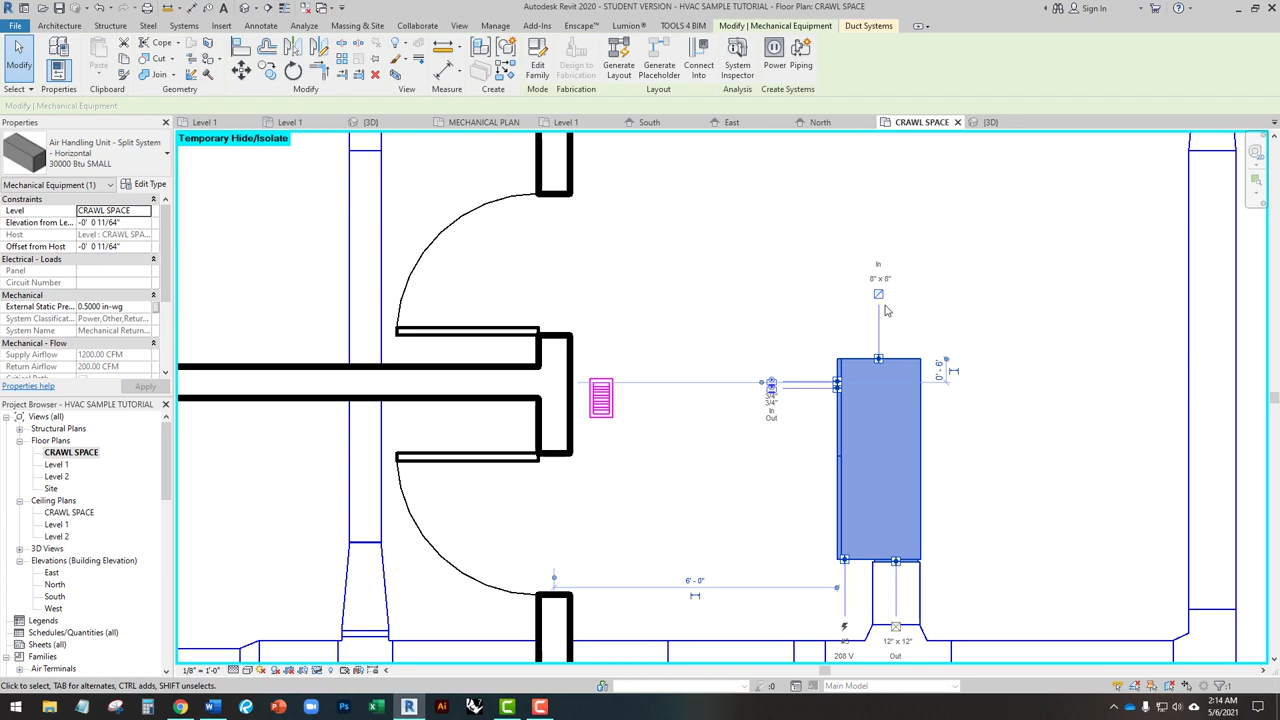 Autodesk Revit 2020 - STUDENT VERSION - HVAC SAMPLE TUTORIAL - Floor Plan: CRAWL SPACE
Sign In
File
Architecture
Structure
Steel
Systems
Insert
Annotate
Analyze
Massing & Site
Collaborate
View
Manage
Add-Ins
Enscape™
Lumion®
TOOLS 4 BIM
Modify | Mechanical Equipment
Duct Systems
Modify
Paste
Cope
Cut
Join
Edit Family
Design to Fabrication
Generate Layout
Generate Placeholder
Connect Into
System Inspector
Power
Piping
Select
Properties
Clipboard
Geometry
Modify
View
Measure
Create
Mode
Fabrication
Layout
Analysis
Create Systems
Modify | Mechanical Equipment
Properties
Level 1
Level 1
{3D}
MECHANICAL PLAN
Level 1
South
East
North
CRAWL SPACE
{3D}
Temporary Hide/Isolate
Air Handling Unit - Split System - Horizontal
30000 Btu SMALL
Mechanical Equipment (1)
Edit Type
Constraints
Level
CRAWL SPACE
Elevation from Le...
-0' 0 11/64"
Host
Level : CRAWL SPA...
Offset from Host
-0' 0 11/64"
Electrical - Loads
Panel
Circuit Number
Mechanical
External Static Pre...
0.5000 in-wg
System Classificat...
Power,Other,Retur...
System Name
Mechanical Return...
Mechanical - Flow
Supply Airflow
1200.00 CFM
Return Airflow
200.00 CFM
Properties help
Apply
Project Browser - HVAC SAMPLE TUTORIAL
Views (all)
Structural Plans
Floor Plans
CRAWL SPACE
Level 1
Level 2
Site
Ceiling Plans
CRAWL SPACE
Level 1
Level 2
3D Views
Elevations (Building Elevation)
East
North
South
West
Legends
Schedules/Quantities (all)
Sheets (all)
Families
Air Terminals
In
8" x 8"
0' - 6"
3/4"
In
Out
6' - 0"
208 V
12" x 12"
Out
1/8" = 1'-0"
Click to select, TAB for alternates, CTRL adds, SHIFT unselects.
:0
Main Model
:1
2:14 AM
5/6/2021